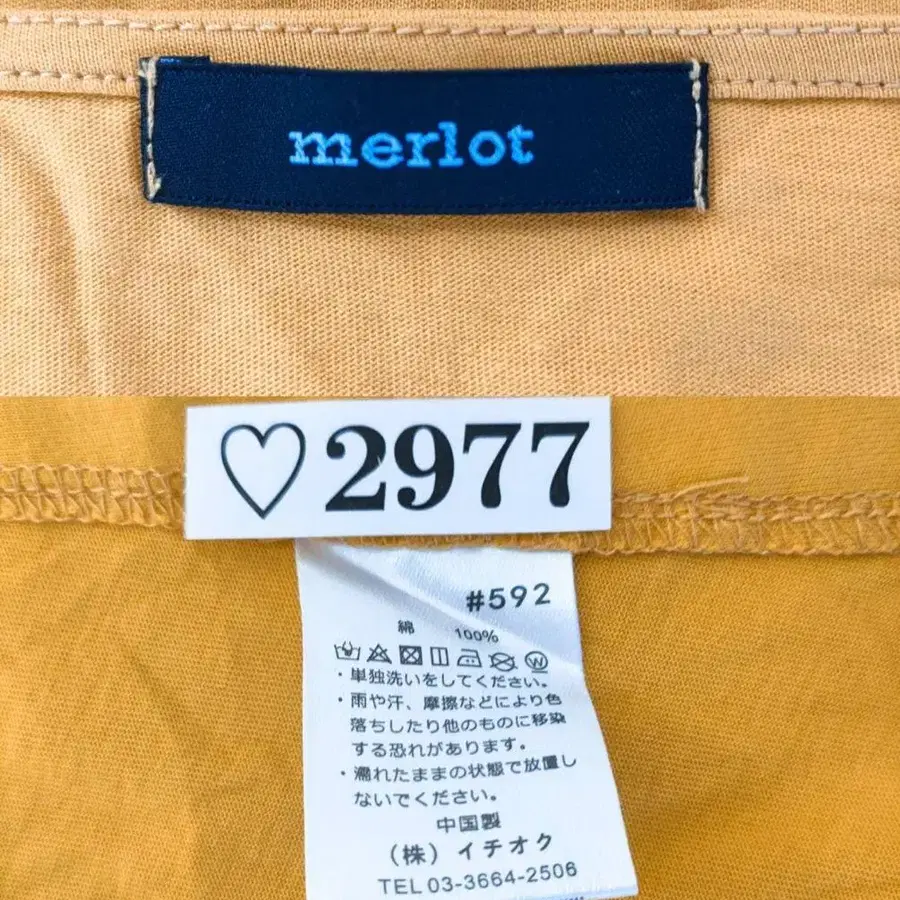 merlot
♡2977
#592
綿 100%
・単独洗いをしてください。
・雨や汗、摩擦などにより色
落ちしたり他のものに移染
する恐れがあります。
・濡れたままの状態で放置し
ないでください。
中国製
(株) イチオク
TEL 03-3664-2506